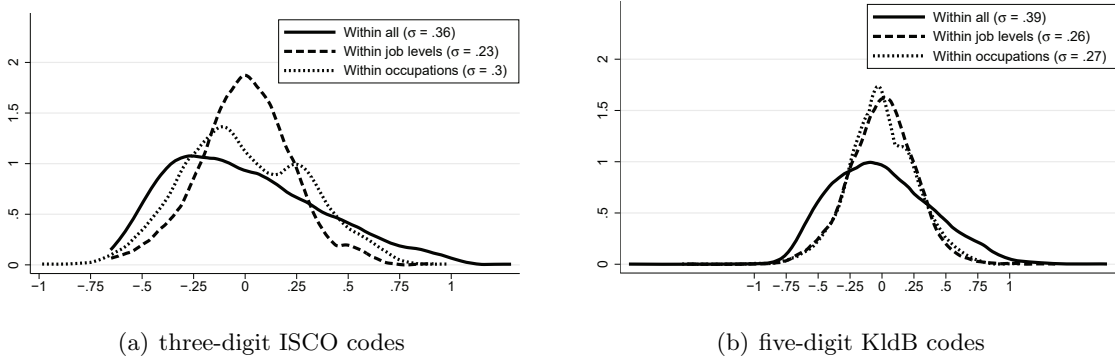 Within all (σ = .36)
Within job levels (σ = .23)
Within occupations (σ = .3)
2
1.5
1
.5
0
−1 −.75 −.5 −.25 0 .25 .5 .75 1
(a) three-digit ISCO codes
Within all (σ = .39)
Within job levels (σ = .26)
Within occupations (σ = .27)
2
1.5
1
.5
0
−1 −.75 −.5 −.25 0 .25 .5 .75 1
(b) five-digit KldB codes